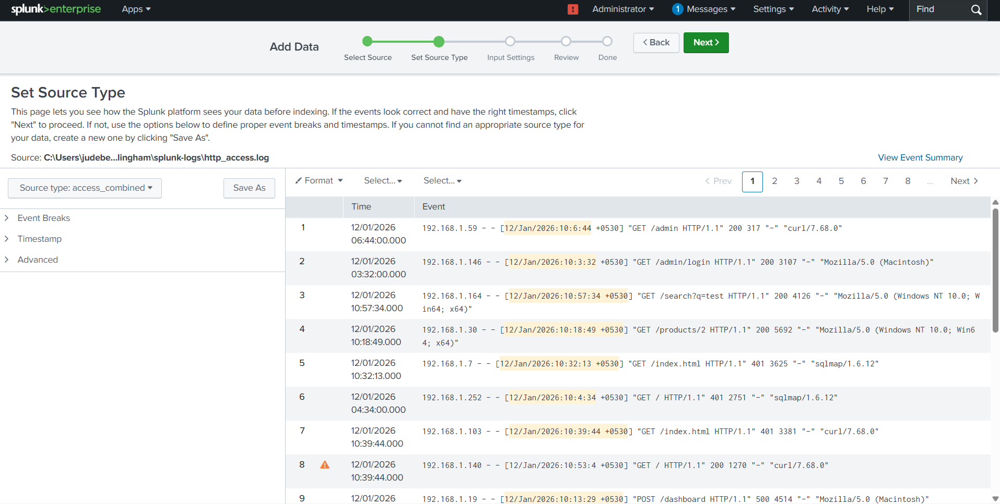 splunk>enterprise Apps Administrator 1 Messages Settings Activity Help Find
Add Data
Select Source Set Source Type Input Settings Review Done
< Back Next >
Set Source Type
This page lets you see how the Splunk platform sees your data before indexing. If the events look correct and have the right timestamps, click
"Next" to proceed. If not, use the options below to define proper event breaks and timestamps. If you cannot find an appropriate source type for
your data, create a new one by clicking "Save As".
Source: C:\Users\judebe...lingham\splunk-logs\http_access.log
View Event Summary
Source type: access_combined
Save As
Event Breaks
Timestamp
Advanced
Format Select... Select...
< Prev 1 2 3 4 5 6 7 8 ... Next >
Time Event
1 12/01/2026 192.168.1.59 - - [12/Jan/2026:10:6:44 +0530] "GET /admin HTTP/1.1" 200 317 "-" "curl/7.68.0"
06:44:00.000
2 12/01/2026 192.168.1.146 - - [12/Jan/2026:10:3:32 +0530] "GET /admin/login HTTP/1.1" 200 3107 "-" "Mozilla/5.0 (Macintosh)"
03:32:00.000
3 12/01/2026 192.168.1.164 - - [12/Jan/2026:10:57:34 +0530] "GET /search?q=test HTTP/1.1" 200 4126 "-" "Mozilla/5.0 (Windows NT 10.0; W
10:57:34.000 in64; x64)"
4 12/01/2026 192.168.1.30 - - [12/Jan/2026:10:18:49 +0530] "GET /products/2 HTTP/1.1" 200 5692 "-" "Mozilla/5.0 (Windows NT 10.0; Win6
10:18:49.000 4; x64)"
5 12/01/2026 192.168.1.7 - - [12/Jan/2026:10:32:13 +0530] "GET /index.html HTTP/1.1" 401 3625 "-" "sqlmap/1.6.12"
10:32:13.000
6 12/01/2026 192.168.1.252 - - [12/Jan/2026:10:4:34 +0530] "GET / HTTP/1.1" 401 2751 "-" "sqlmap/1.6.12"
04:34:00.000
7 12/01/2026 192.168.1.103 - - [12/Jan/2026:10:39:44 +0530] "GET /index.html HTTP/1.1" 401 3381 "-" "curl/7.68.0"
10:39:44.000
8 12/01/2026 192.168.1.140 - - [12/Jan/2026:10:53:4 +0530] "GET / HTTP/1.1" 200 1270 "-" "curl/7.68.0"
10:39:44.000
9 12/01/2026 192.168.1.19 - - [12/Jan/2026:10:13:29 +0530] "POST /dashboard HTTP/1.1" 500 4514 "-" "Mozilla/5.0 (Macintosh)"